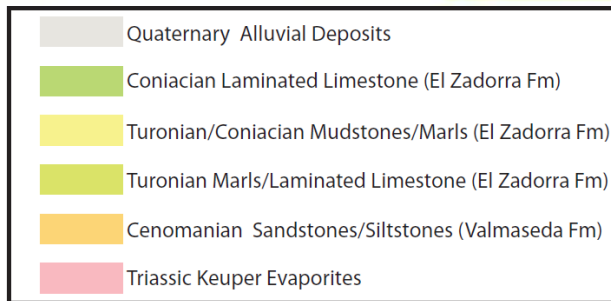 Quaternary Alluvial Deposits
Coniacian Laminated Limestone (El Zadorra Fm)
Turonian/Coniacian Mudstones/Marls (El Zadorra Fm)
Turonian Marls/Laminated Limestone (El Zadorra Fm)
Cenomanian Sandstones/Siltstones (Valmaseda Fm)
Triassic Keuper Evaporites